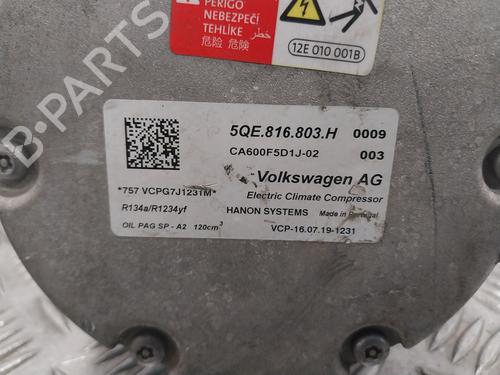 PERIGO
NEBEZPEČÍ
TEHLİKE خطر
危险 危険
12E 010 001B
5QE.816.803.H 0009
CA600F5D1J-02 003
Volkswagen AG
*757 VCPG7J1231M* Electric Climate Compressor
R134a/R1234yf HANON SYSTEMS Made in Portugal
OIL PAG SP - A2 120cm³ VCP-16.07.19-1231